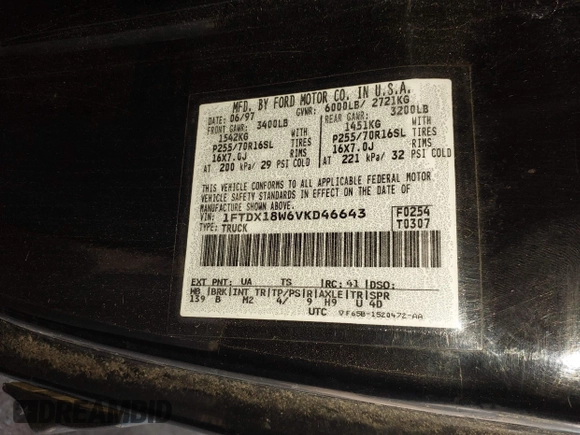 MFD. BY FORD MOTOR CO. IN U.S.A.
DATE: 06/97 GVWR: 6000LB/ 2721KG
FRONT GAWR: 3400LB REAR GAWR: 3200LB
1542KG WITH 1451KG WITH
P255/70R16SL TIRES P255/70R16SL TIRES
16X7.0J RIMS 16X7.0J RIMS
AT 200 kPa/ 29 PSI COLD AT 221 kPa/ 32 PSI COLD
THIS VEHICLE CONFORMS TO ALL APPLICABLE FEDERAL MOTOR
VEHICLE SAFETY STANDARDS IN EFFECT ON THE DATE OF
MANUFACTURE SHOWN ABOVE.
VIN: 1FTDX18W6VKD46643 F0254
TYPE: TRUCK T0307
EXT PNT: UA TS RC: 41 DSO:
WB BRK INT TR TP/PS R AXLE TR SPR
139 B M2 4/ 9 H9 U 4D
UTC F65B-1520472-AA
DREAMBID